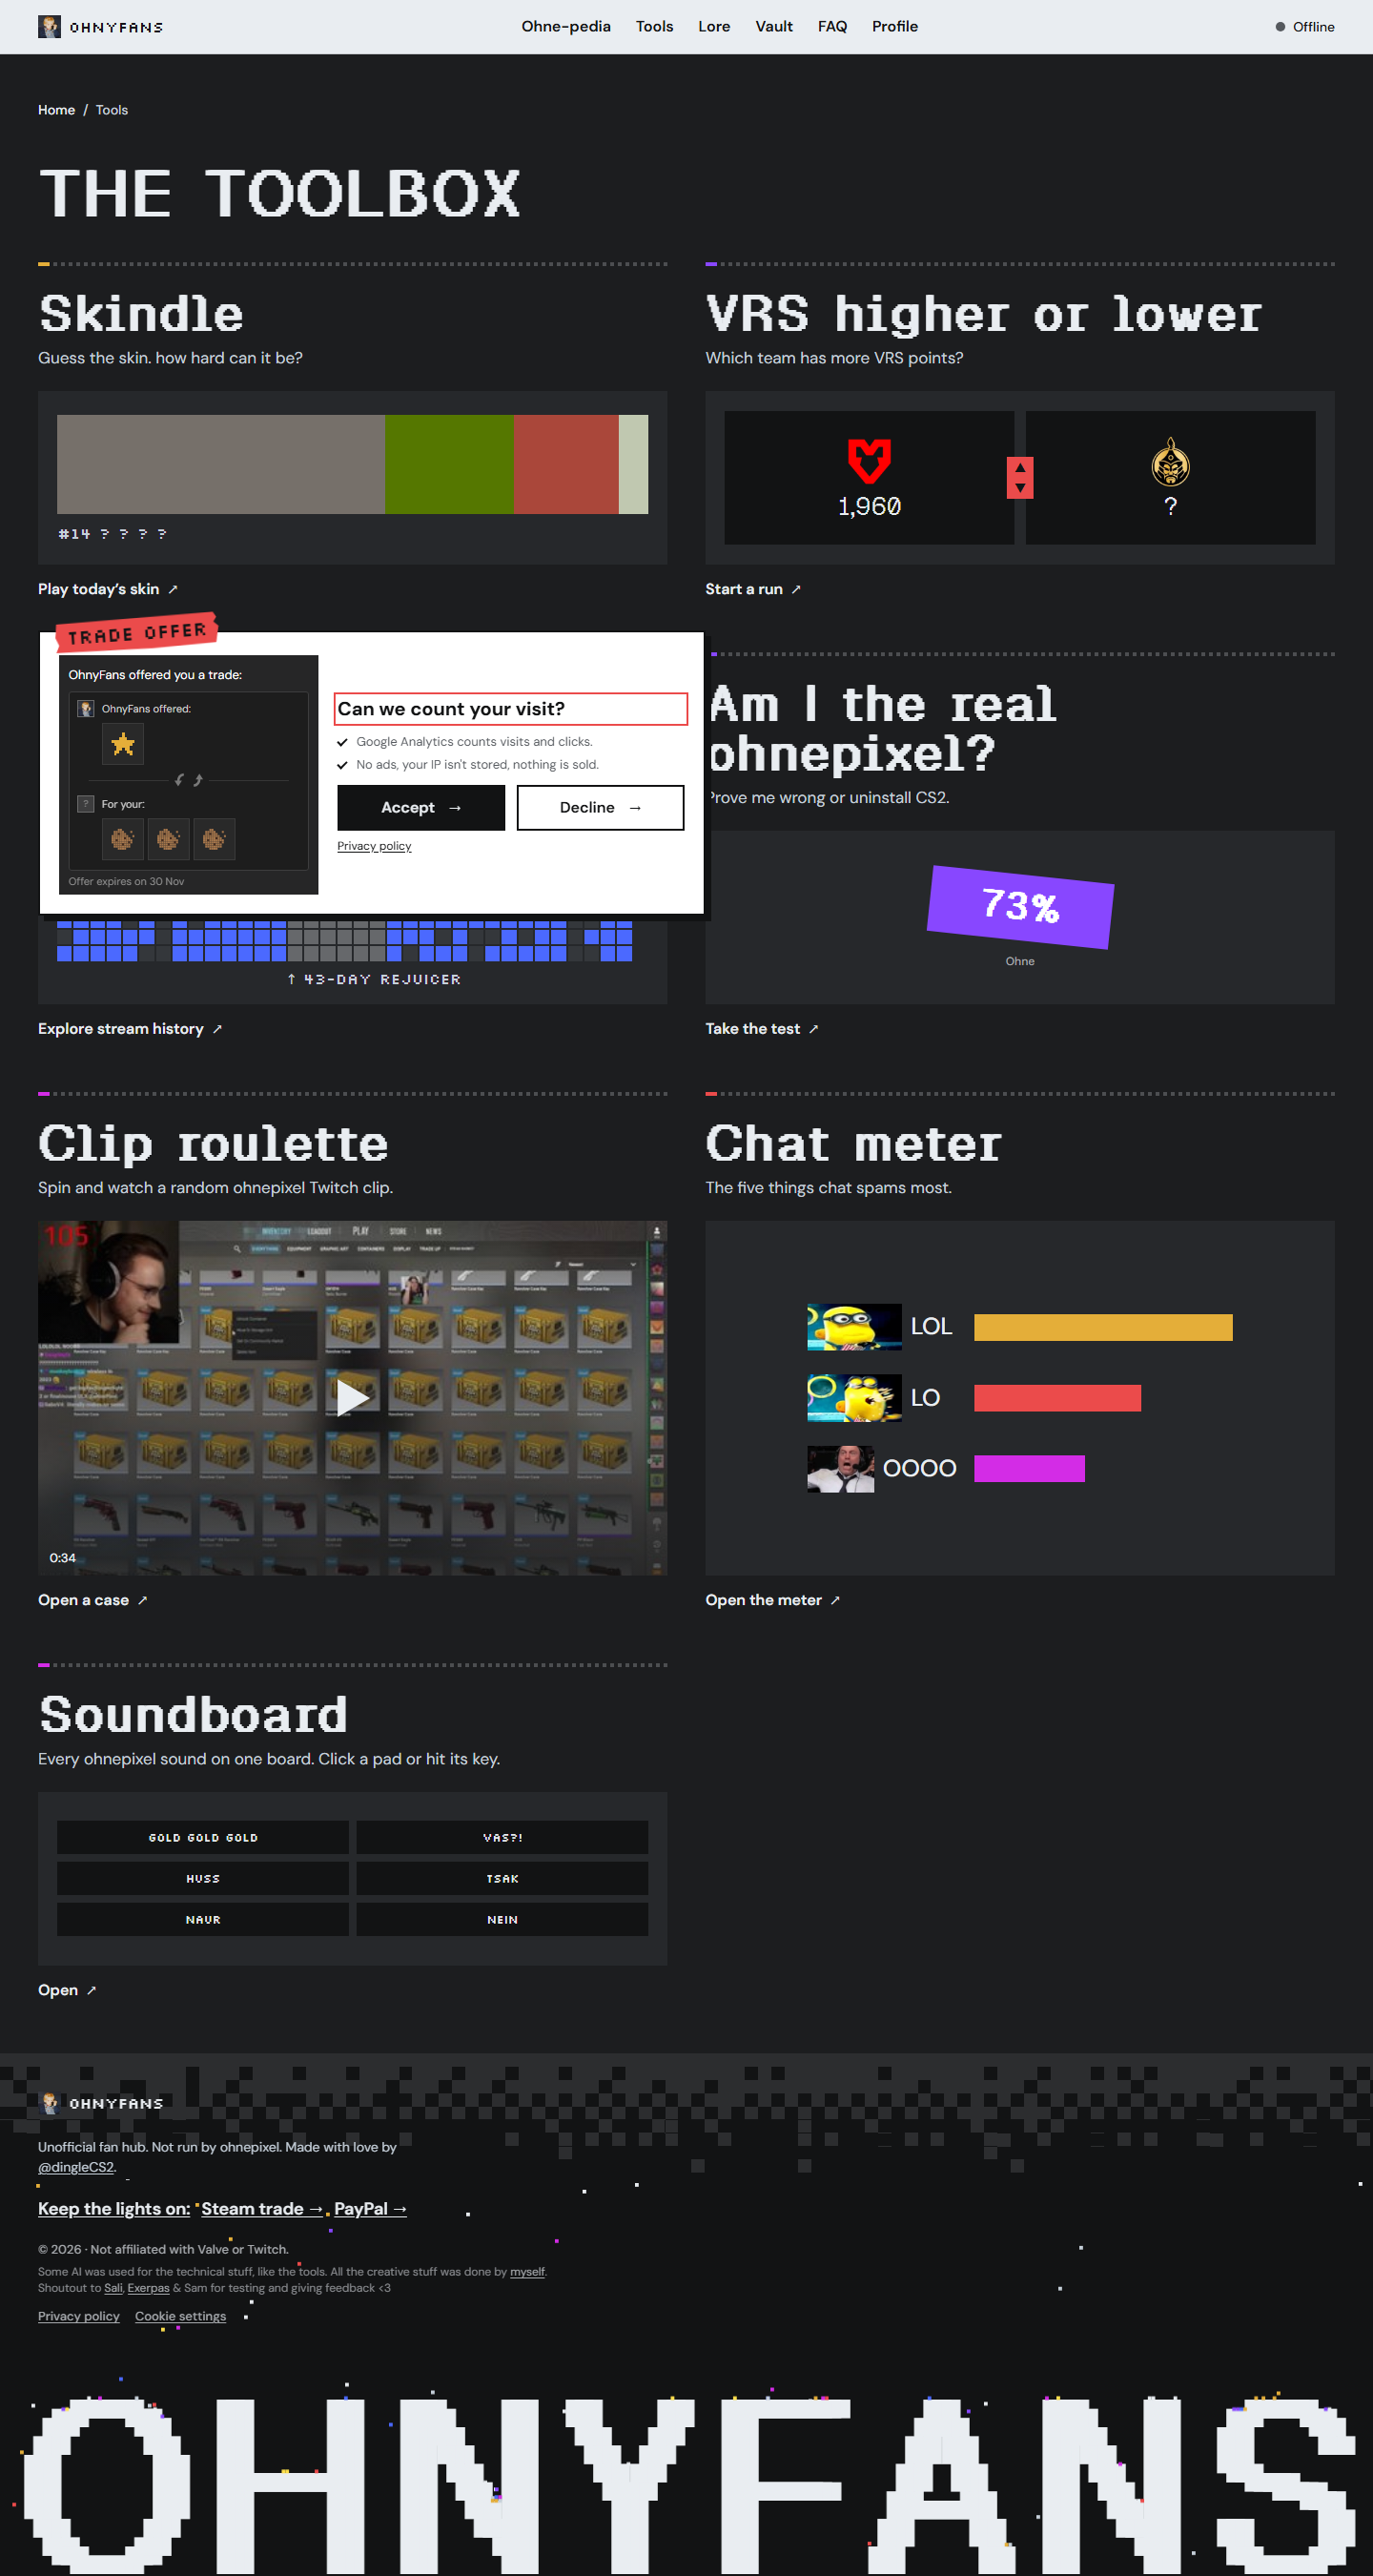 OHNYFANS
Ohne-pedia Tools Lore Vault FAQ Profile
Offline
Home / Tools
THE TOOLBOX
Skindle
Guess the skin. how hard can it be?
#14 ? ? ? ?
Play today's skin ↗
VRS higher or lower
Which team has more VRS points?
1,960
?
Start a run ↗
TRADE OFFER
OhnyFans offered you a trade:
OhnyFans offered:
?
For your:
Offer expires on 30 Nov
Can we count your visit?
Google Analytics counts visits and clicks.
No ads, your IP isn't stored, nothing is sold.
Accept →
Decline →
Privacy policy
↑ 43-DAY REJUICER
Explore stream history ↗
Am I the real
ohnepixel?
Prove me wrong or uninstall CS2.
73%
Ohne
Take the test ↗
Clip roulette
Spin and watch a random ohnepixel Twitch clip.
105
INVENTORY LOADOUT PLAY STORE NEWS
0:34
Open a case ↗
Chat meter
The five things chat spams most.
LOL
LO
OOOO
Open the meter ↗
Soundboard
Every ohnepixel sound on one board. Click a pad or hit its key.
GOLD GOLD GOLD
VAS?!
HUSS
TSAK
NAUR
NEIN
Open ↗
OHNYFANS
Unofficial fan hub. Not run by ohnepixel. Made with love by
@dingleCS2.
Keep the lights on: Steam trade → PayPal →
© 2026 · Not affiliated with Valve or Twitch.
Some AI was used for the technical stuff, like the tools. All the creative stuff was done by myself.
Shoutout to Sali, Exerpas & Sam for testing and giving feedback <3
Privacy policy Cookie settings
OHNYFANS